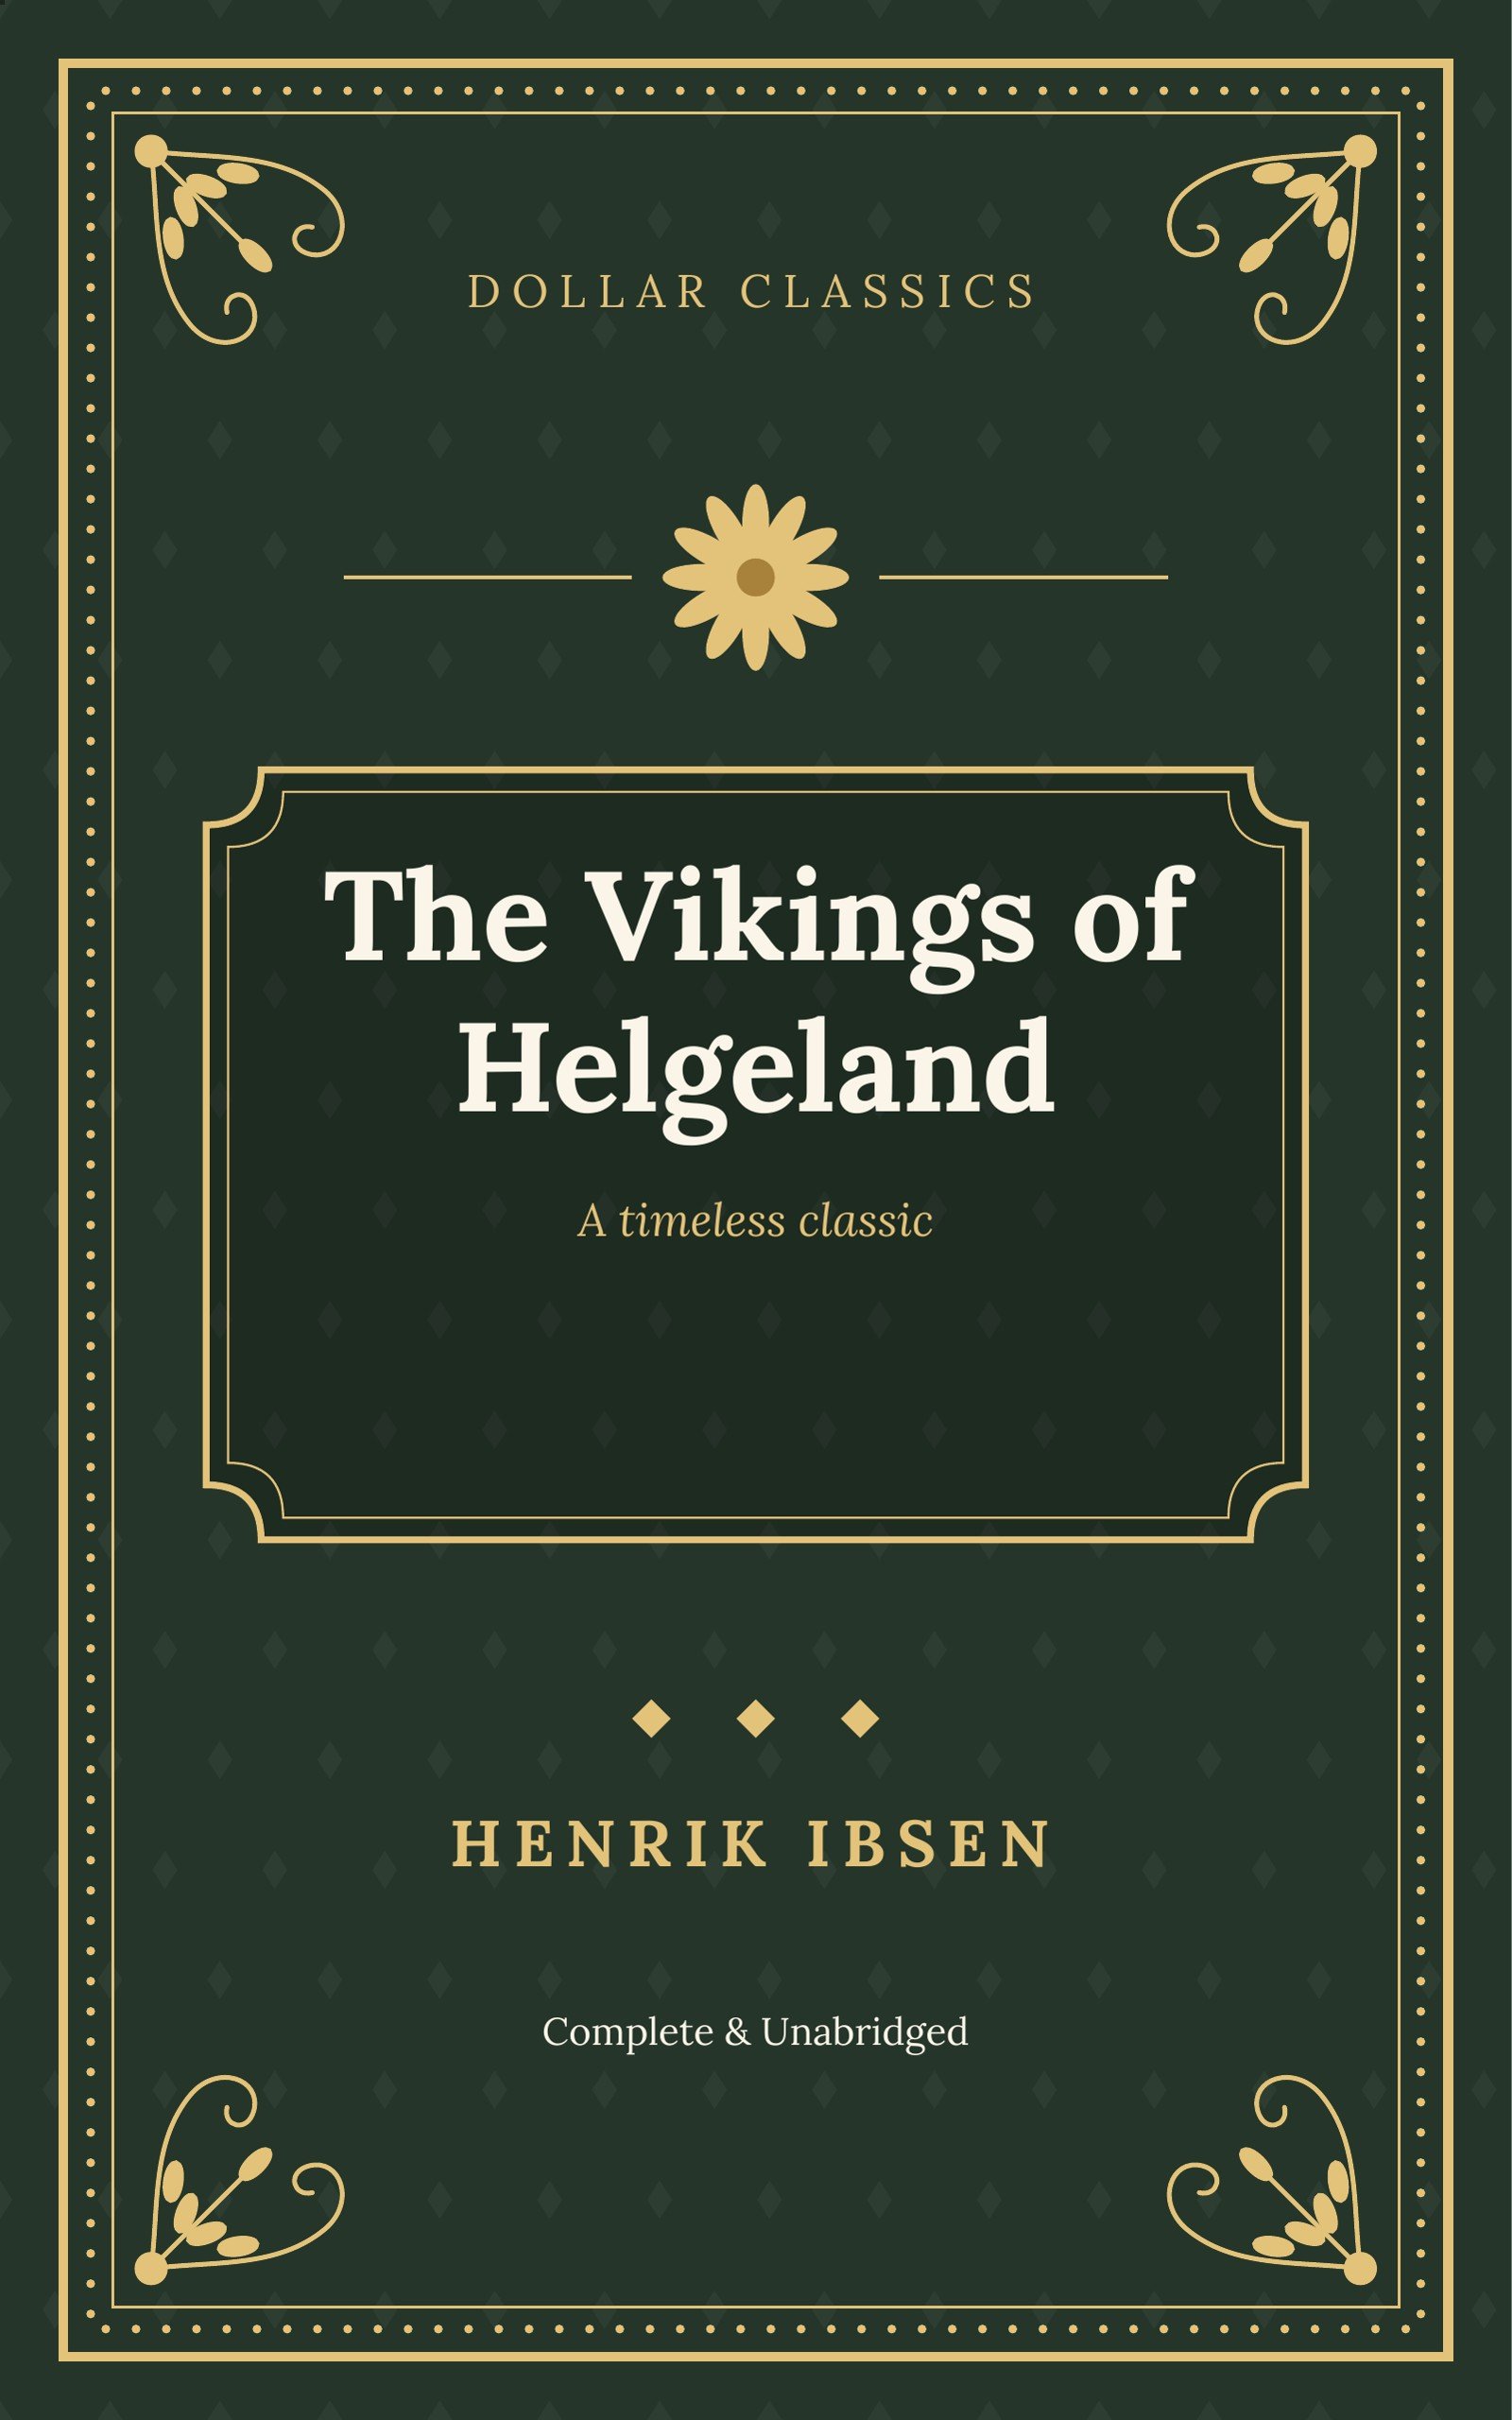 DOLLAR CLASSICS
The Vikings of
Helgeland
A timeless classic
HENRIK IBSEN
Complete & Unabridged